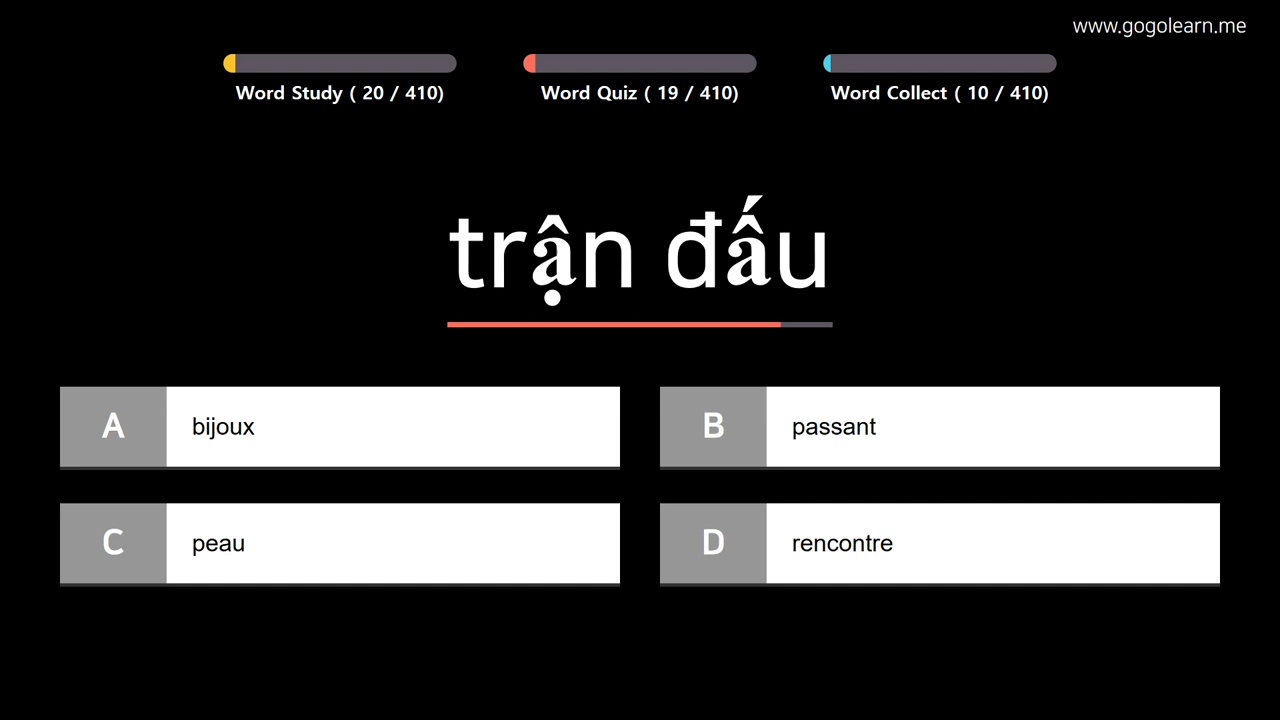 www.gogolearn.me
Word Study ( 20 / 410)
Word Quiz ( 19 / 410)
Word Collect ( 10 / 410)
trận đấu
A bijoux
B passant
C peau
D rencontre